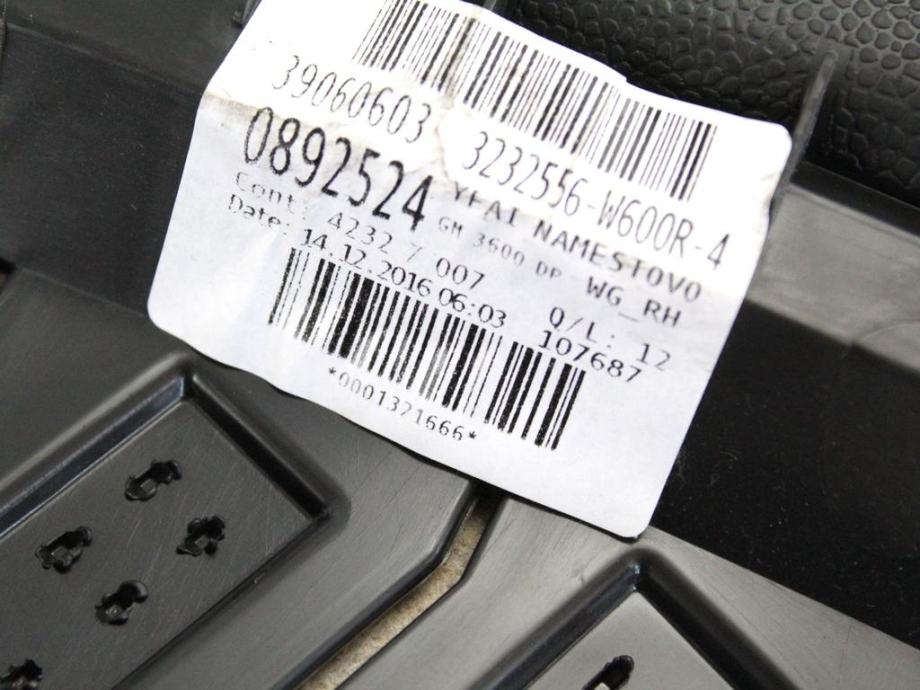 39060603 3232556-W600R-4
0892524 YFAI NAMESTOVO
GM 3600 DP WG_RH
Cont: 4232 / 007 Q/L: 12
Date: 14.12.2016 06:03 107687
*0001321666*